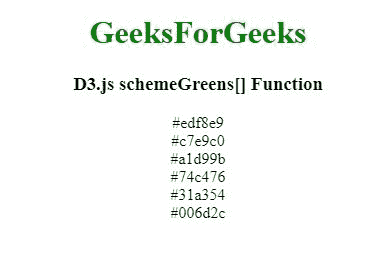 GeeksForGeeks
D3.js schemeGreens[] Function
#edf8e9
#c7e9c0
#a1d99b
#74c476
#31a354
#006d2c